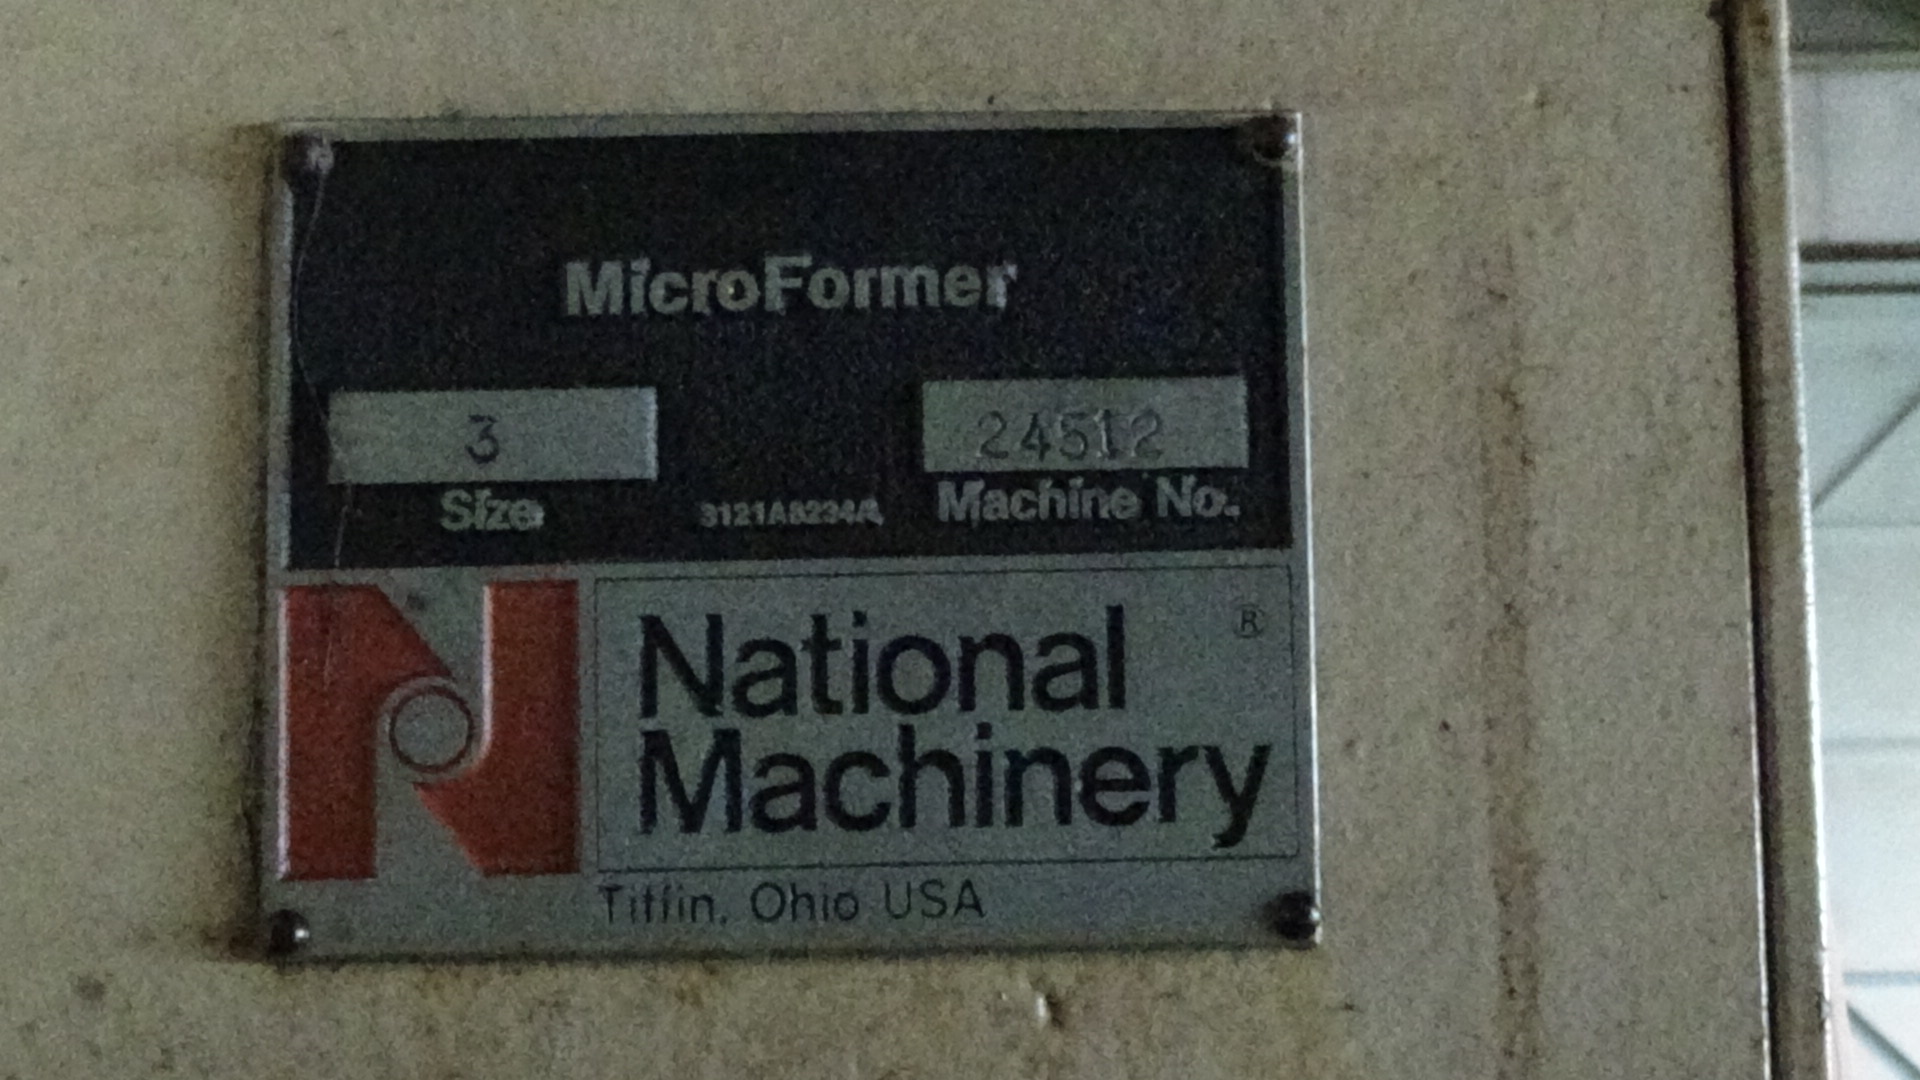 MicroFormer
3
24512
Size
Machine No.
National
Machinery
®
Tiffin, Ohio USA